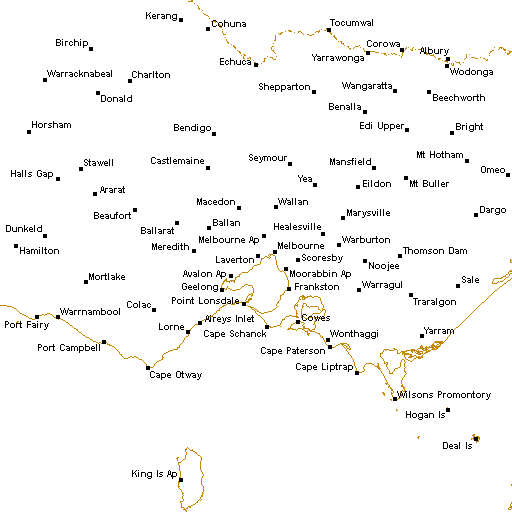 Kerang
Cohuna
Tocumwal
Birchip
Echuca
Yarrawonga
Corowa
Albury
Wodonga
Warracknabeal
Charlton
Donald
Shepparton
Wangaratta
Beechworth
Benalla
Horsham
Bendigo
Edi Upper
Bright
Stawell
Castlemaine
Seymour
Mansfield
Mt Hotham
Halls Gap
Yea
Eildon
Mt Buller
Omeo
Ararat
Beaufort
Macedon
Wallan
Marysville
Dargo
Dunkeld
Hamilton
Ballarat
Ballan
Melbourne Ap
Healesville
Meredith
Melbourne
Warburton
Laverton
Scoresby
Noojee
Thomson Dam
Mortlake
Avalon Ap
Moorabbin Ap
Geelong
Frankston
Warragul
Sale
Point Lonsdale
Traralgon
Colac
Port Fairy
Warrnambool
Aireys Inlet
Cowes
Lorne
Cape Schanck
Wonthaggi
Yarram
Port Campbell
Cape Paterson
Cape Otway
Cape Liptrap
Wilsons Promontory
Hogan Is
Deal Is
King Is Ap